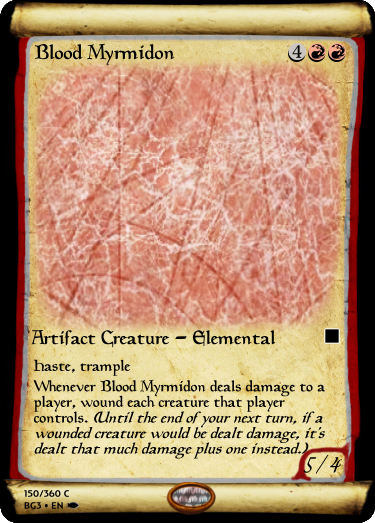 Blood Myrmidon 4
Artifact Creature – Elemental
Haste, trample
Whenever Blood Myrmidon deals damage to a
player, wound each creature that player
controls. (Until the end of your next turn, if a
wounded creature would be dealt damage, it's
dealt that much damage plus one instead.)
5/4
150/360 C
BG3 • EN